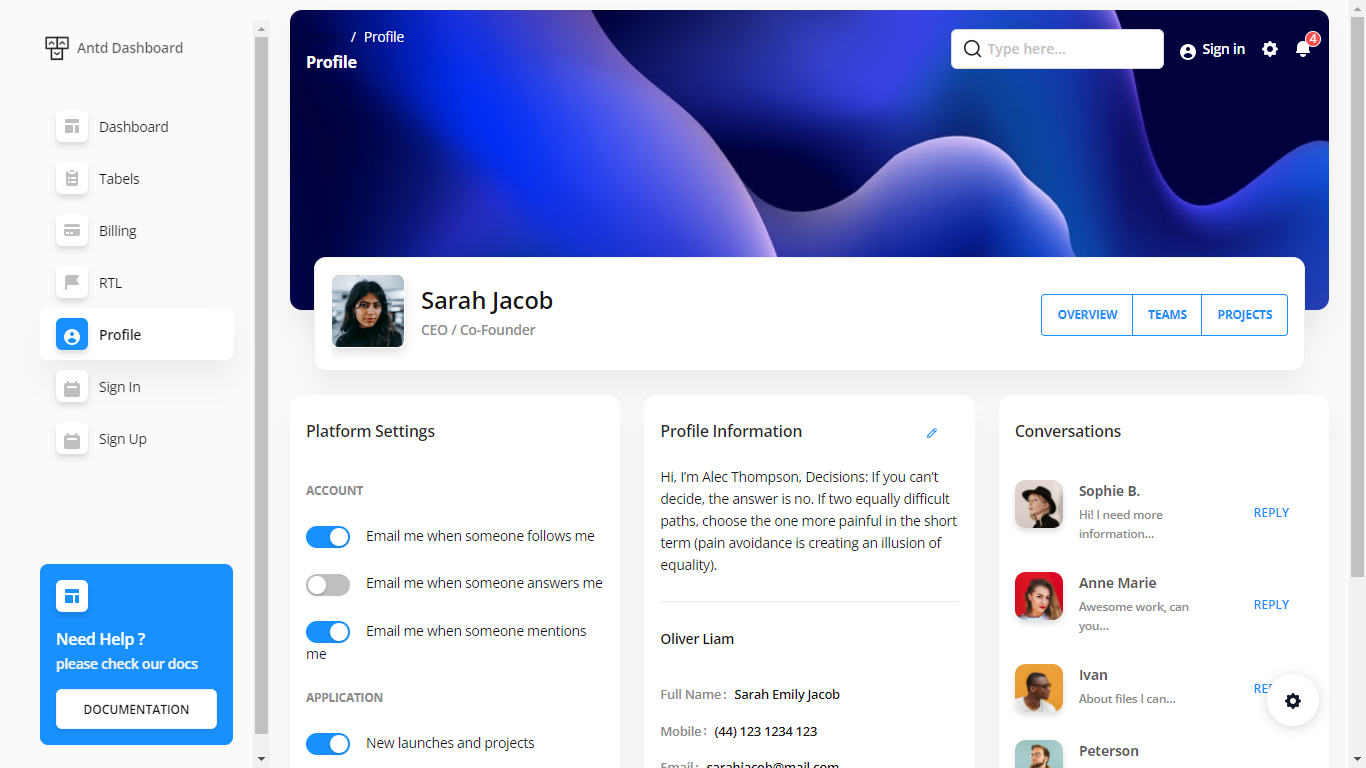 Antd Dashboard
Dashboard
Tabels
Billing
RTL
Profile
Sign In
Sign Up
Need Help ?
please check our docs
DOCUMENTATION
Pages / Profile
Profile
Type here...
Sign in
4
Sarah Jacob
CEO / Co-Founder
OVERVIEW
TEAMS
PROJECTS
Platform Settings
ACCOUNT
Email me when someone follows me
Email me when someone answers me
Email me when someone mentions
me
APPLICATION
New launches and projects
Profile Information
Hi, I’m Alec Thompson, Decisions: If you can’t
decide, the answer is no. If two equally difficult
paths, choose the one more painful in the short
term (pain avoidance is creating an illusion of
equality).
Oliver Liam
Full Name: Sarah Emily Jacob
Mobile: (44) 123 1234 123
Email: sarahjacob@mail.com
Conversations
Sophie B.
Hi! I need more
information…
REPLY
Anne Marie
Awesome work, can
you…
REPLY
Ivan
About files I can…
Peterson